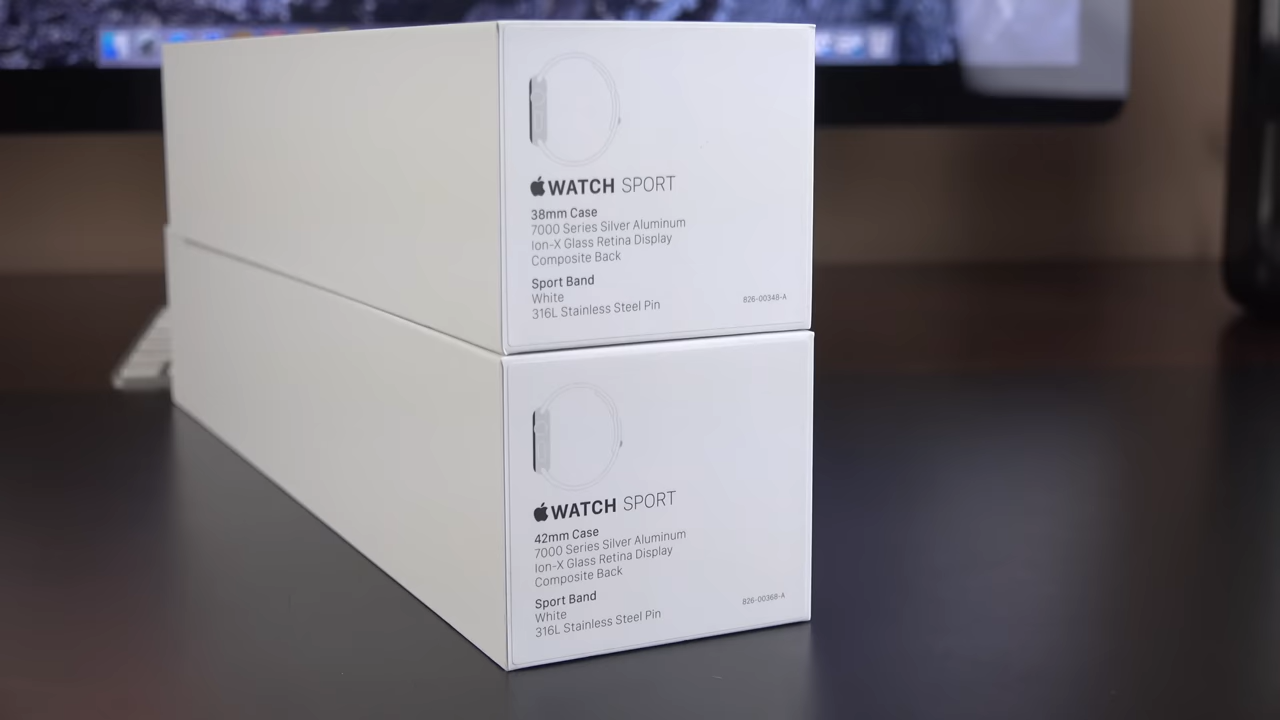 WATCH SPORT
38mm Case
7000 Series Silver Aluminum
Ion-X Glass Retina Display
Composite Back
Sport Band
White
316L Stainless Steel Pin
826-00348-A
WATCH SPORT
42mm Case
7000 Series Silver Aluminum
Ion-X Glass Retina Display
Composite Back
Sport Band
White
316L Stainless Steel Pin
826-00368-A